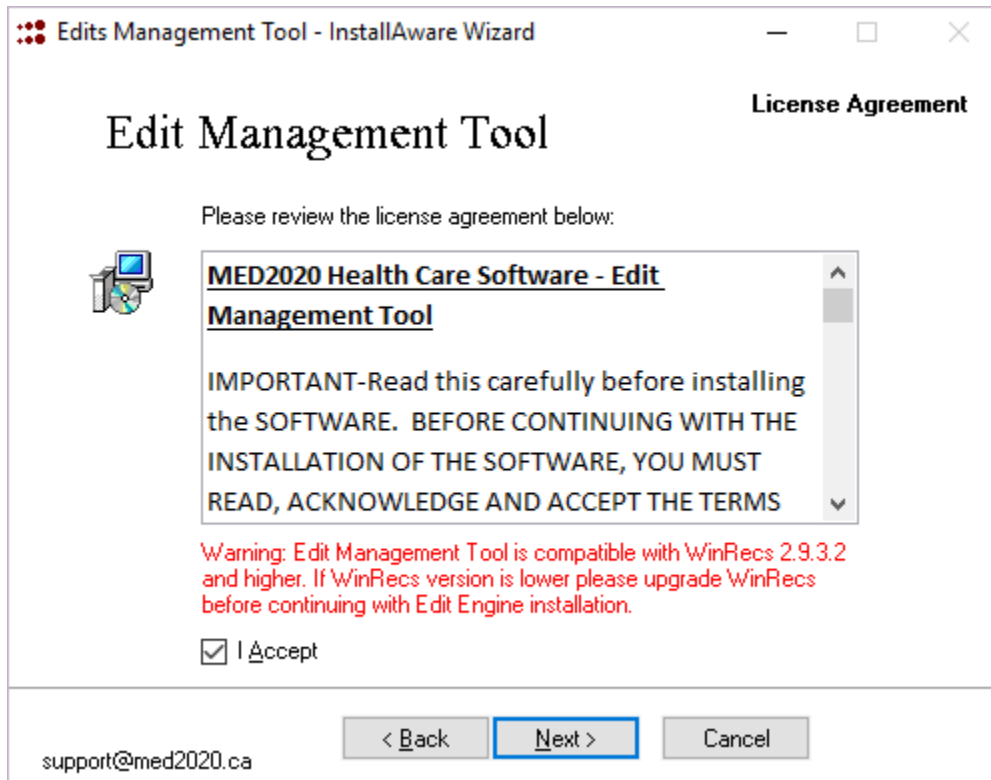 Edits Management Tool - InstallAware Wizard
License Agreement
Edit Management Tool
Please review the license agreement below:
MED2020 Health Care Software - Edit
Management Tool
IMPORTANT-Read this carefully before installing
the SOFTWARE.  BEFORE CONTINUING WITH THE
INSTALLATION OF THE SOFTWARE, YOU MUST
READ, ACKNOWLEDGE AND ACCEPT THE TERMS
Warning: Edit Management Tool is compatible with WinRecs 2.9.3.2
and higher. If WinRecs version is lower please upgrade WinRecs
before continuing with Edit Engine installation.
I Accept
< Back
Next >
Cancel
support@med2020.ca